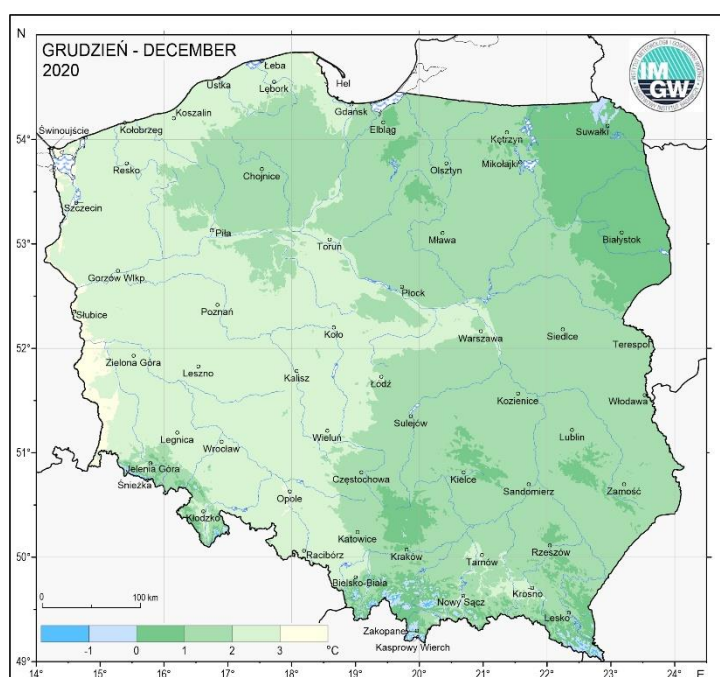 N
GRUDZIEŃ - DECEMBER
2020
IM
GW
Łeba
Ustka
Hel
Lębork
Koszalin
Gdańsk
Świnoujście
Kołobrzeg
Elbląg
Kętrzyn
Suwałki
Resko
Chojnice
Olsztyn
Mikołajki
Szczecin
Piła
Toruń
Mława
Białystok
Gorzów Wlkp.
Płock
Słubice
Poznań
Koło
Warszawa
Siedlce
Terespol
Zielona Góra
Leszno
Kalisz
Łódź
Kozienice
Włodawa
Sulejów
Legnica
Wrocław
Wieluń
Lublin
Jelenia Góra
Śnieżka
Częstochowa
Kielce
Sandomierz
Zamość
Opole
Kłodzko
Katowice
Kraków
Racibórz
Tarnów
Rzeszów
Bielsko-Biała
Nowy Sącz
Krosno
Lesko
Zakopane
Kasprowy Wierch
0 100 km
-1 0 1 2 3 °C
54°
53°
52°
51°
50°
49°
14° 15° 16° 17° 18° 19° 20° 21° 22° 23° 24° E